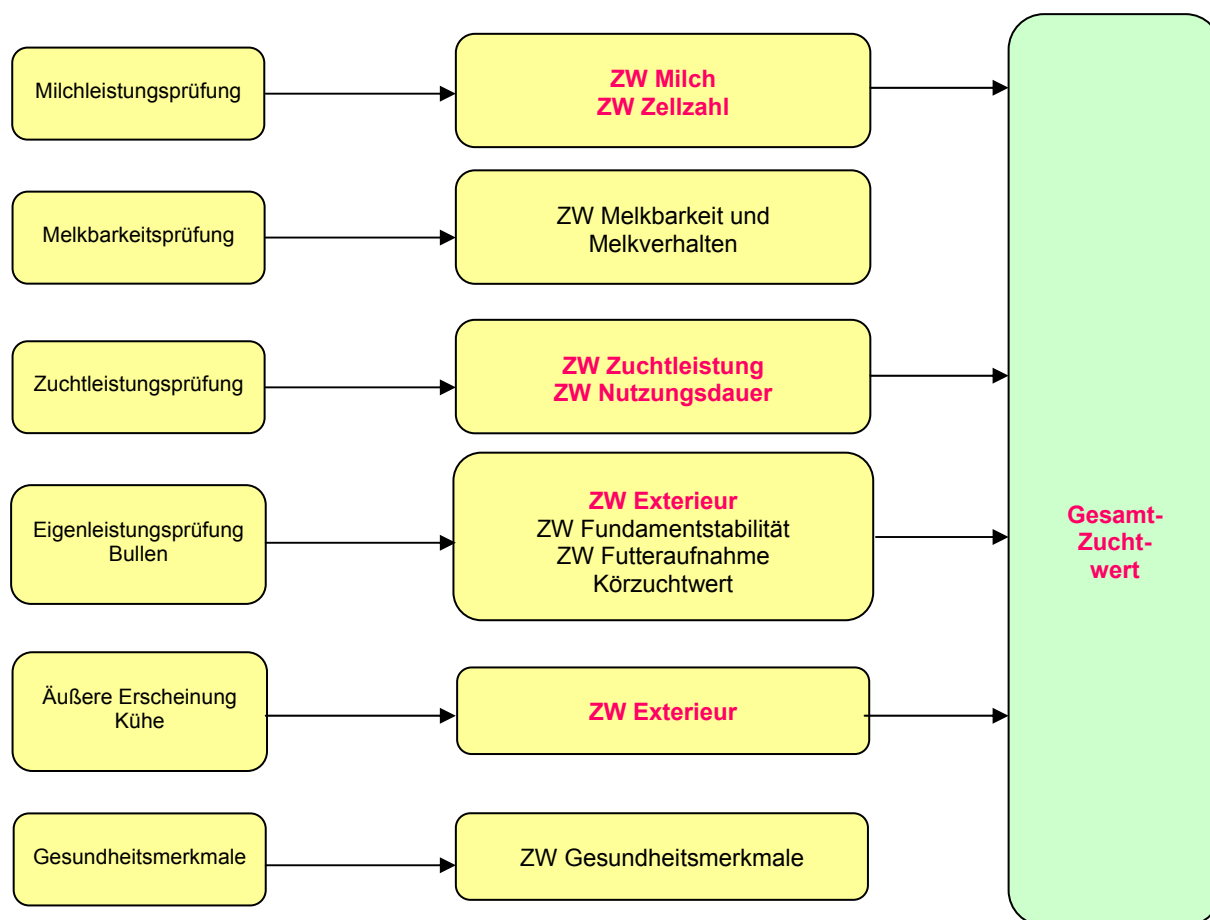 Milchleistungsprüfung
ZW Milch
ZW Zellzahl
Melkbarkeitsprüfung
ZW Melkbarkeit und
Melkverhalten
Zuchtleistungsprüfung
ZW Zuchtleistung
ZW Nutzungsdauer
Eigenleistungsprüfung
Bullen
ZW Exterieur
ZW Fundamentstabilität
ZW Futteraufnahme
Körzuchtwert
Äußere Erscheinung
Kühe
ZW Exterieur
Gesundheitsmerkmale
ZW Gesundheitsmerkmale
Gesamt-
Zucht-
wert